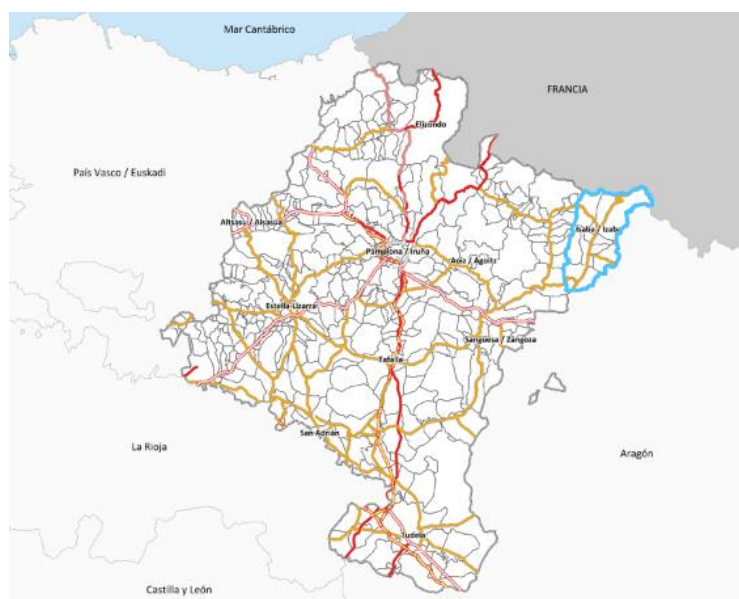 Mar Cantábrico
FRANCIA
Elizondo
País Vasco / Euskadi
Altsasu / Alsasua
Isaba / Izaba
Pamplona / Iruña
Aoiz / Agoitz
Estella-Lizarra
Sangüesa / Zangoza
Tafalla
San Adrián
La Rioja
Aragón
Tudela
Castilla y León